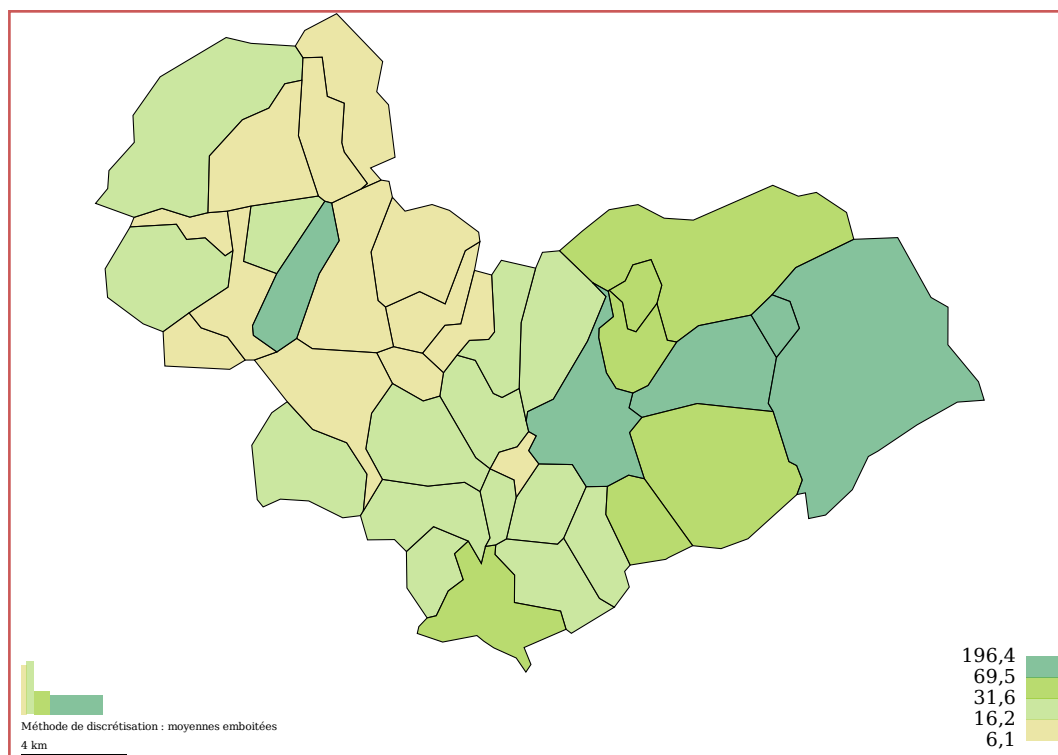 196,4
69,5
31,6
16,2
6,1
Méthode de discrétisation : moyennes emboitées
4 km